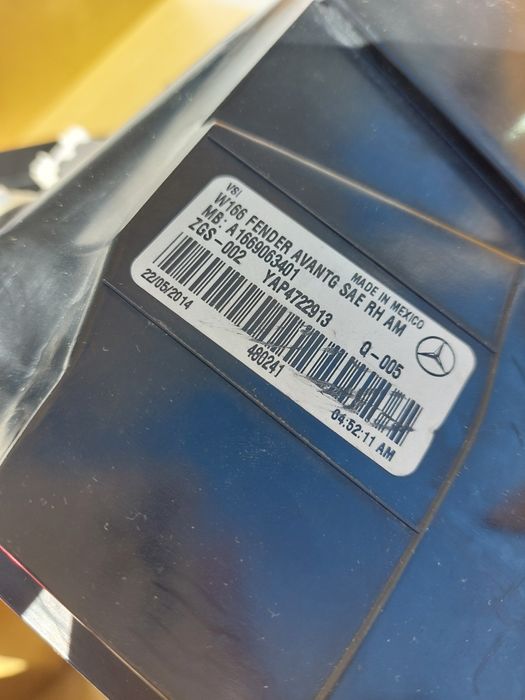 VSI
MADE IN MEXICO
W166 FENDER AVANTG SAE RH AM
MB: A1669063401
ZGS-002 YAP4722913 Q-005
22/05/2014 480241 04:52:11 AM